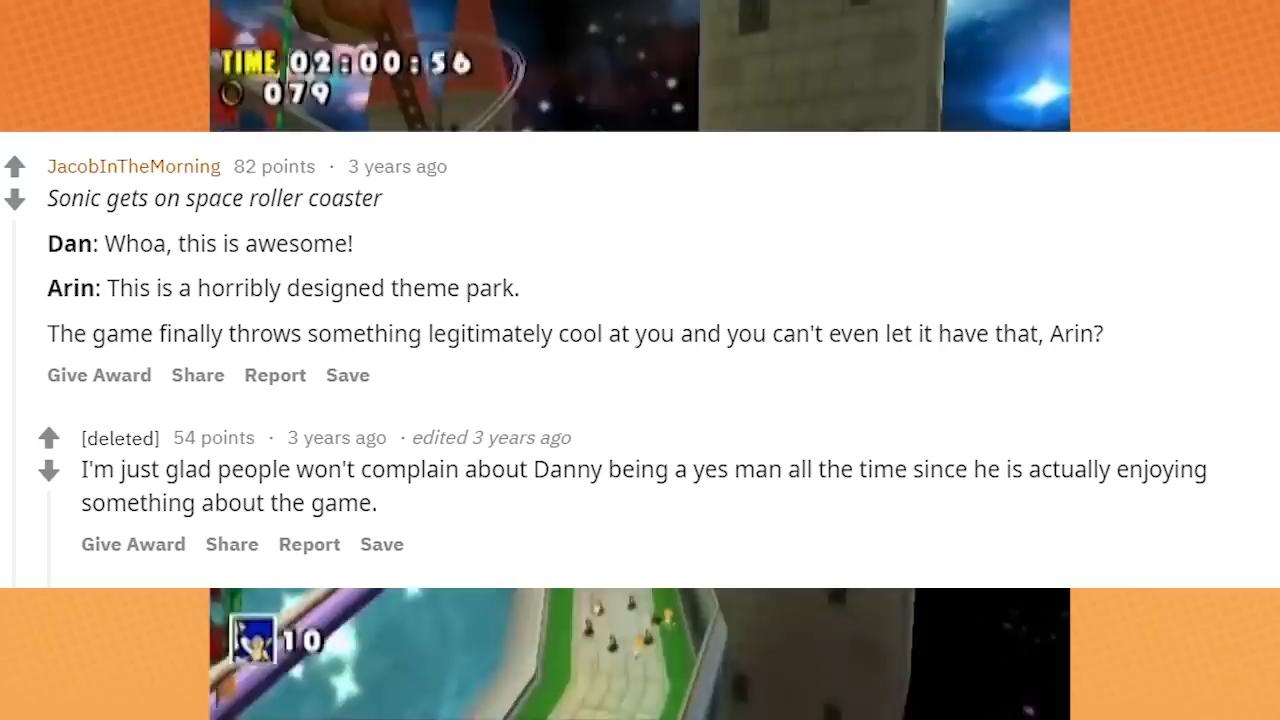 TIME 02:00:56
079
JacobInTheMorning 82 points · 3 years ago
Sonic gets on space roller coaster
Dan: Whoa, this is awesome!
Arin: This is a horribly designed theme park.
The game finally throws something legitimately cool at you and you can't even let it have that, Arin?
Give Award Share Report Save
[deleted] 54 points · 3 years ago · edited 3 years ago
I'm just glad people won't complain about Danny being a yes man all the time since he is actually enjoying
something about the game.
Give Award Share Report Save
10